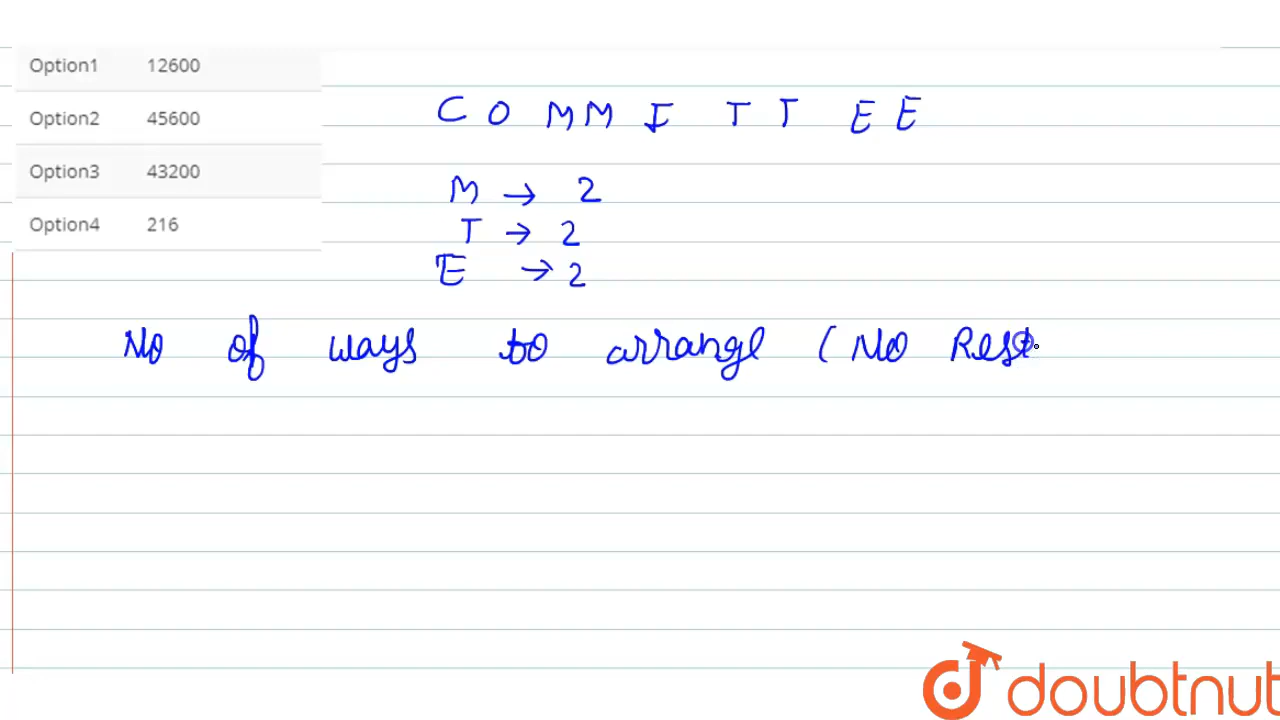 Option1 12600
Option2 45600
Option3 43200
Option4 216
C O M M I T T E E
M → 2
T → 2
E → 2
No of ways to arrange ( No Rest
doubtnut